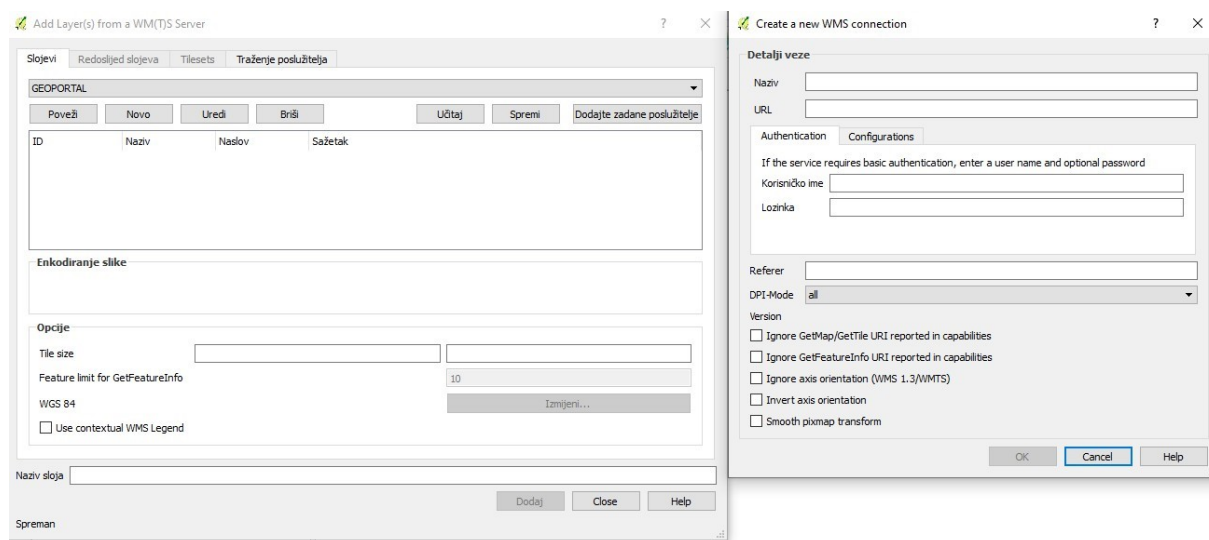 Add Layer(s) from a WM(T)S Server
Slojevi Redoslijed slojeva Tilesets Traženje poslužitelja
GEOPORTAL
Poveži Novo Uredi Briši Učitaj Spremi Dodajte zadane poslužitelje
ID Naziv Naslov Sažetak
Enkodiranje slike
Opcije
Tile size
Feature limit for GetFeatureInfo 10
WGS 84 Izmijeni...
Use contextual WMS Legend
Naziv sloja
Dodaj Close Help
Spreman
Create a new WMS connection
Detalji veze
Naziv
URL
Authentication Configurations
If the service requires basic authentication, enter a user name and optional password
Korisničko ime
Lozinka
Referer
DPI-Mode all
Version
Ignore GetMap/GetTile URI reported in capabilities
Ignore GetFeatureInfo URI reported in capabilities
Ignore axis orientation (WMS 1.3/WMTS)
Invert axis orientation
Smooth pixmap transform
OK Cancel Help